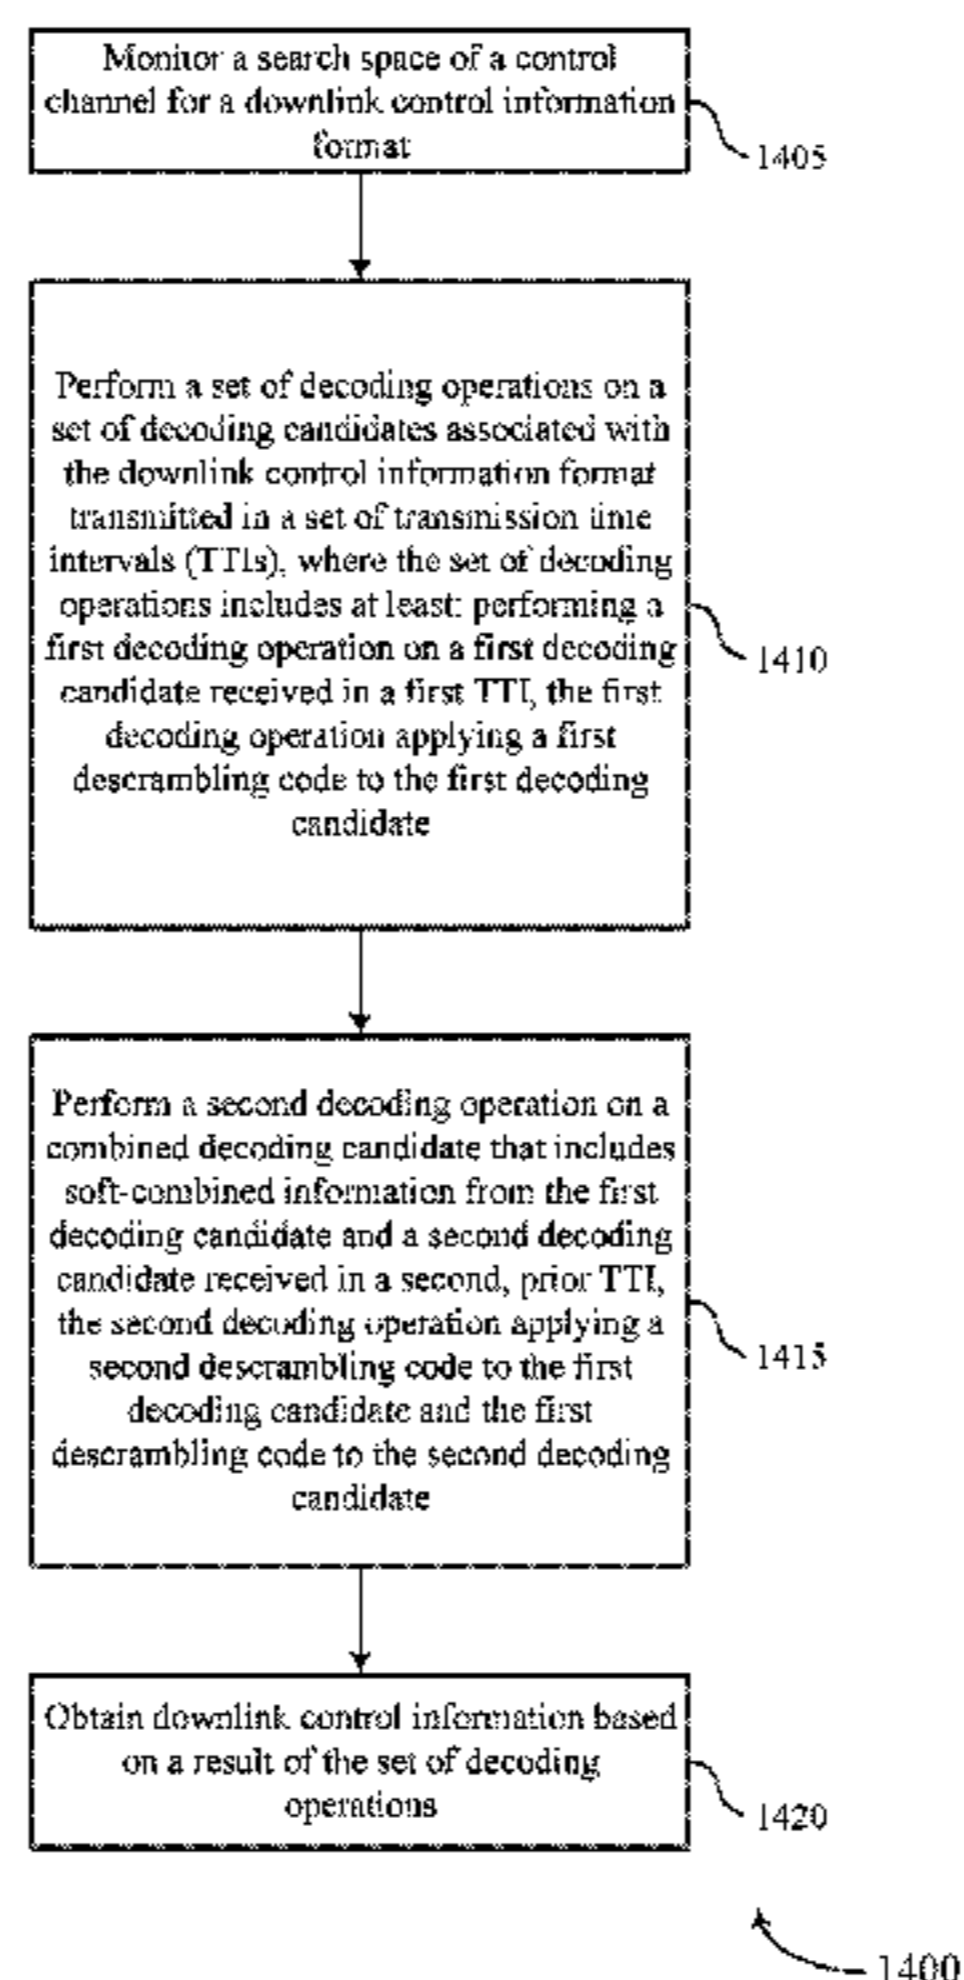 Monitor a search space of a control
channel for a downlink control information
format
1405
Perform a set of decoding operations on a
set of decoding candidates associated with
the downlink control information format
transmitted in a set of transmission time
intervals (TTIs), where the set of decoding
operations includes at least: performing a
first decoding operation on a first decoding
candidate received in a first TTI, the first
decoding operation applying a first
descrambling code to the first decoding
candidate
1410
Perform a second decoding operation on a
combined decoding candidate that includes
soft-combined information from the first
decoding candidate and a second decoding
candidate received in a second, prior TTI,
the second decoding operation applying a
second descrambling code to the first
decoding candidate and the first
descrambling code to the second decoding
candidate
1415
Obtain downlink control information based
on a result of the set of decoding
operations
1420
1400